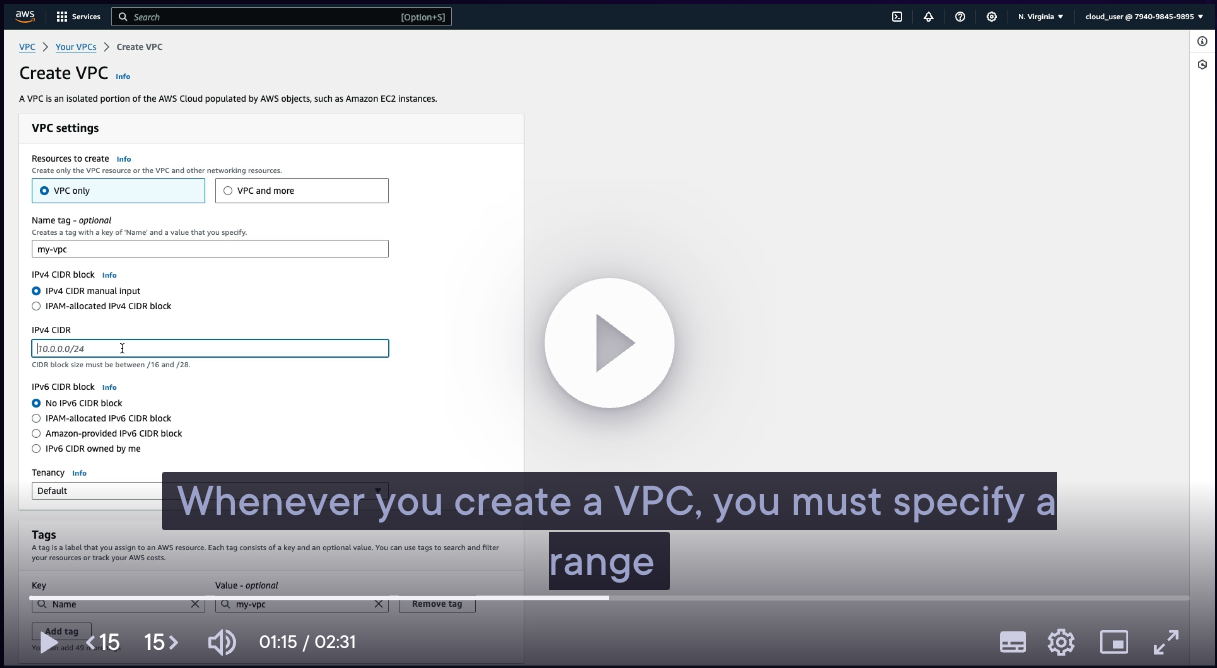 aws Services Search [Option+S] N. Virginia cloud_user @ 7940-9845-9895
VPC > Your VPCs > Create VPC
Create VPC Info
A VPC is an isolated portion of the AWS Cloud populated by AWS objects, such as Amazon EC2 instances.
VPC settings
Resources to create Info
Create only the VPC resource or the VPC and other networking resources.
VPC only VPC and more
Name tag - optional
Creates a tag with a key of 'Name' and a value that you specify.
my-vpc
IPv4 CIDR block Info
IPv4 CIDR manual input
IPAM-allocated IPv4 CIDR block
IPv4 CIDR
10.0.0.0/24
CIDR block size must be between /16 and /28.
IPv6 CIDR block Info
No IPv6 CIDR block
IPAM-allocated IPv6 CIDR block
Amazon-provided IPv6 CIDR block
IPv6 CIDR owned by me
Tenancy Info
Default
Whenever you create a VPC, you must specify a
range
Tags
A tag is a label that you assign to an AWS resource. Each tag consists of a key and an optional value. You can use tags to search and filter
your resources or track your AWS costs.
Key Value - optional
Name my-vpc Remove tag
Add tag
15 15 01:15 / 02:31